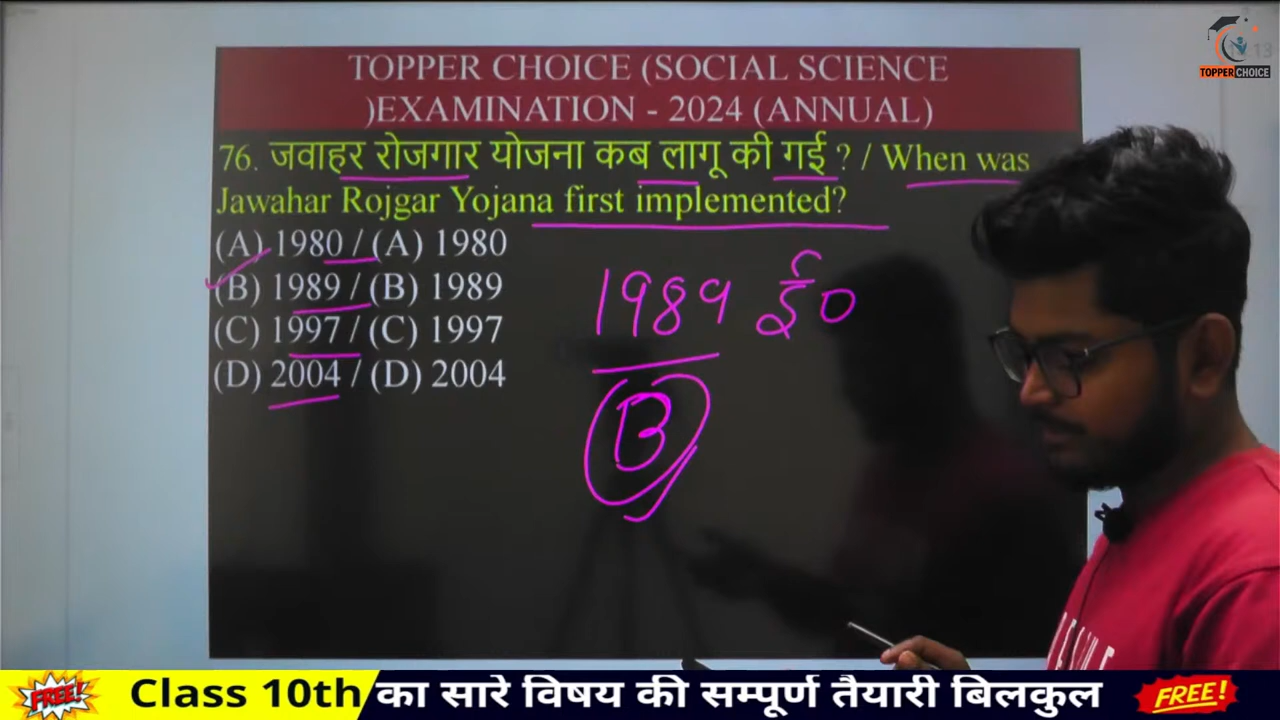 TOPPER CHOICE
TOPPER CHOICE (SOCIAL SCIENCE
)EXAMINATION - 2024 (ANNUAL)
76. जवाहर रोजगार योजना कब लागू की गई ? / When was
Jawahar Rojgar Yojana first implemented?
(A) 1980 / (A) 1980
(B) 1989 / (B) 1989
(C) 1997 / (C) 1997
(D) 2004 / (D) 2004
1989 ई०
B
FREE! Class 10th का सारे विषय की सम्पूर्ण तैयारी बिलकुल FREE!